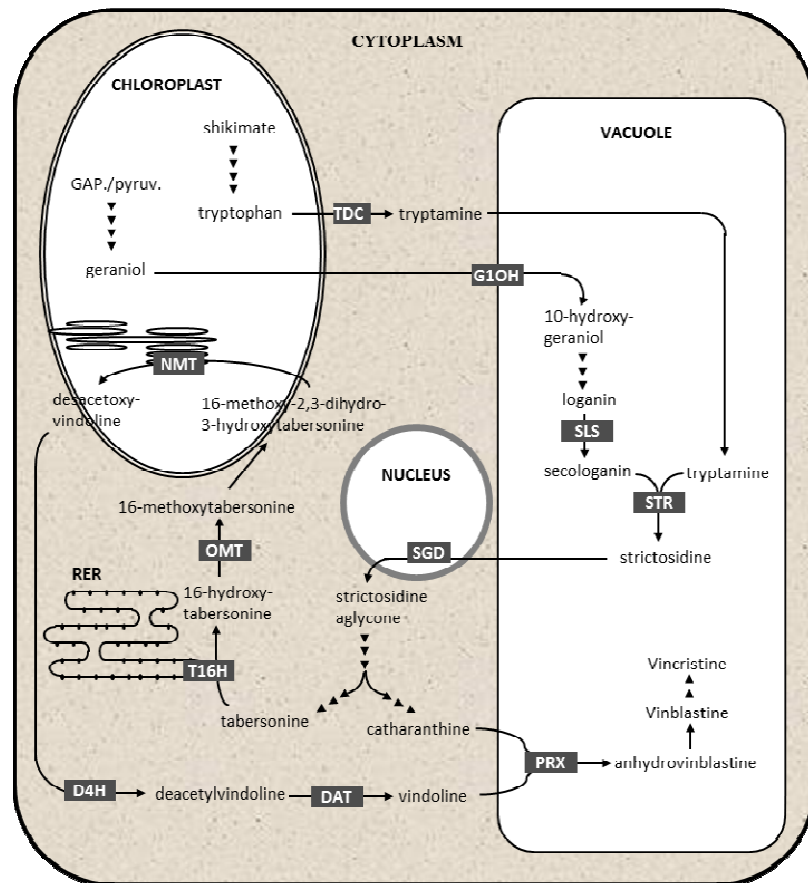 CYTOPLASM
CHLOROPLAST
VACUOLE
shikimate
GAP./pyruv.
tryptophan
TDC
tryptamine
geraniol
G1OH
10-hydroxy-
geraniol
NMT
loganin
desacetoxy-
vindoline
16-methoxy-2,3-dihydro-
3-hydroxytabersonine
SLS
NUCLEUS
secologanin
tryptamine
STR
16-methoxytabersonine
OMT
SGD
strictosidine
RER
16-hydroxy-
tabersonine
strictosidine
aglycone
T16H
Vincristine
tabersonine
catharanthine
Vinblastine
PRX
anhydrovinblastine
D4H
deacetylvindoline
DAT
vindoline